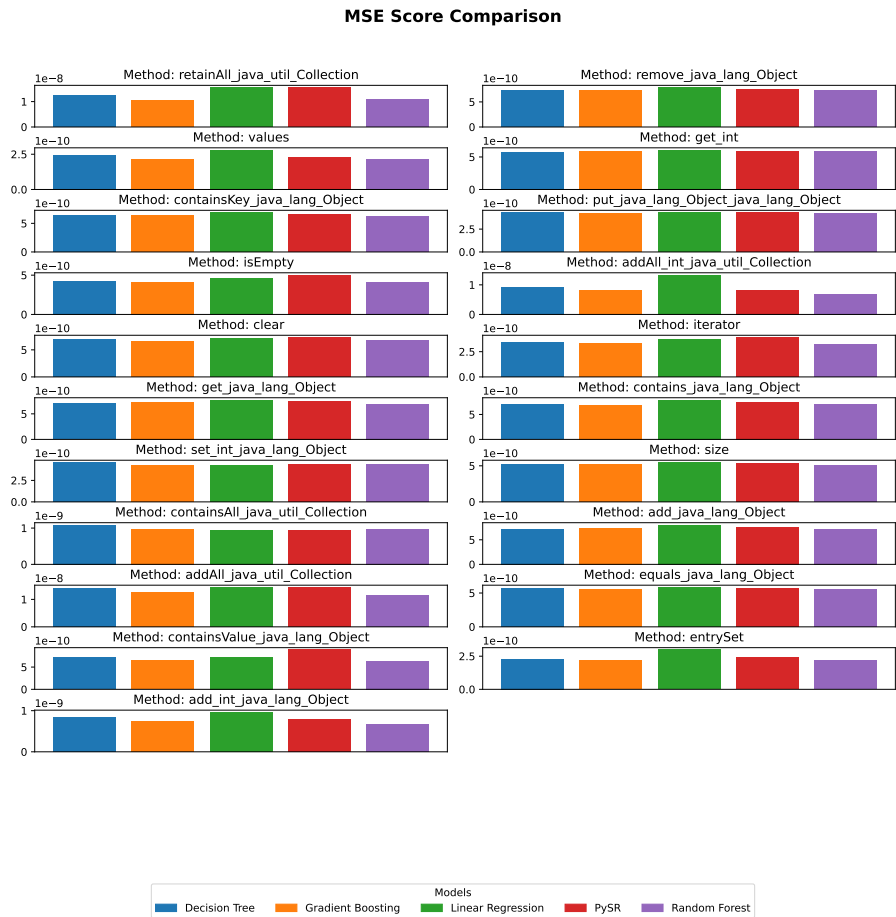 MSE Score Comparison
Method: retainAll_java_util_Collection
1e−8
1
0
Method: remove_java_lang_Object
1e−10
5
0
Method: values
1e−10
2.5
0.0
Method: get_int
1e−10
5
0
Method: containsKey_java_lang_Object
1e−10
5
0
Method: put_java_lang_Object_java_lang_Object
1e−10
2.5
0.0
Method: isEmpty
1e−10
5
0
Method: addAll_int_java_util_Collection
1e−8
1
0
Method: clear
1e−10
5
0
Method: iterator
1e−10
2.5
0.0
Method: get_java_lang_Object
1e−10
5
0
Method: contains_java_lang_Object
1e−10
5
0
Method: set_int_java_lang_Object
1e−10
2.5
0.0
Method: size
1e−10
5
0
Method: containsAll_java_util_Collection
1e−9
1
0
Method: add_java_lang_Object
1e−10
5
0
Method: addAll_java_util_Collection
1e−8
1
0
Method: equals_java_lang_Object
1e−10
5
0
Method: containsValue_java_lang_Object
1e−10
5
0
Method: entrySet
1e−10
2.5
0.0
Method: add_int_java_lang_Object
1e−9
1
0
Models
Decision Tree Gradient Boosting Linear Regression PySR Random Forest